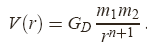 V(r) = G_D \frac{m_1 m_2}{r^{n+1}} .